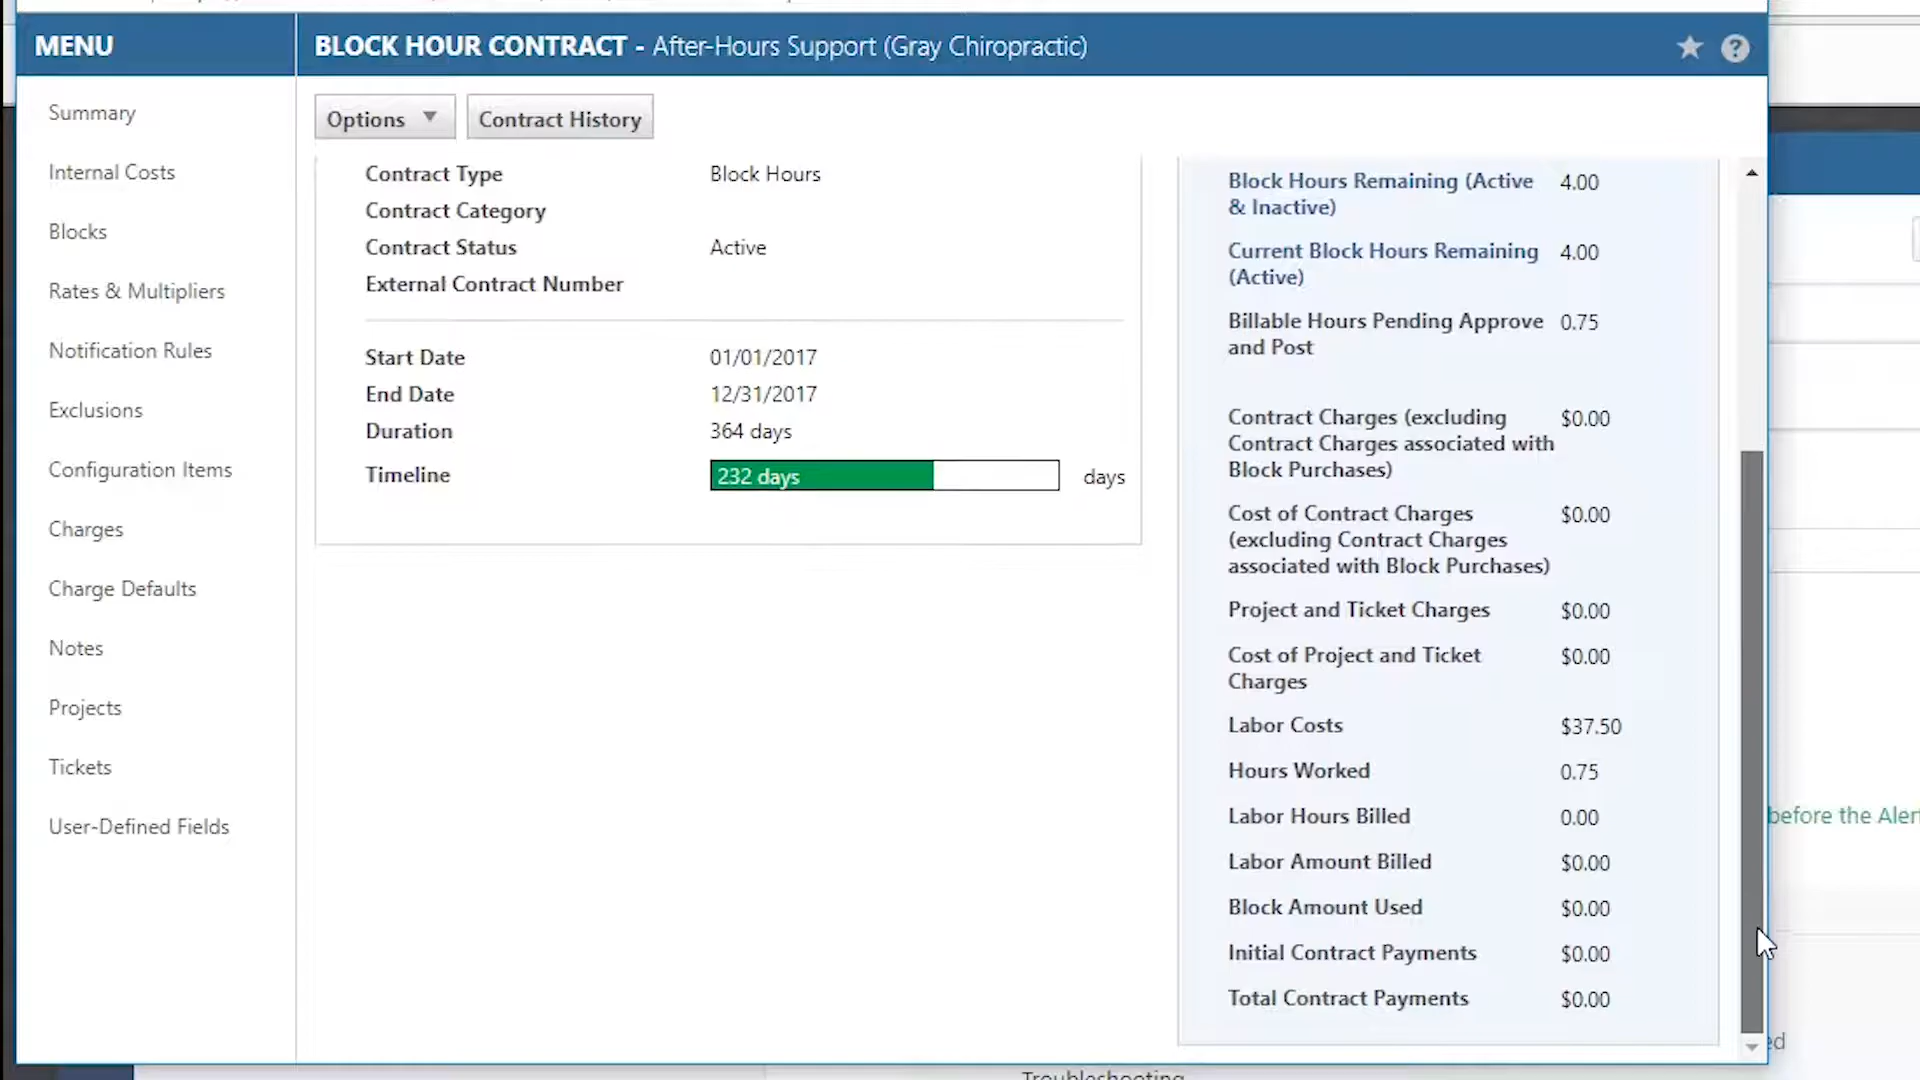 MENU
BLOCK HOUR CONTRACT - After-Hours Support (Gray Chiropractic)
Summary
Internal Costs
Blocks
Rates & Multipliers
Notification Rules
Exclusions
Configuration Items
Charges
Charge Defaults
Notes
Projects
Tickets
User-Defined Fields
Options
Contract History
Contract Type Block Hours
Contract Category
Contract Status Active
External Contract Number
Start Date 01/01/2017
End Date 12/31/2017
Duration 364 days
Timeline 232 days days
Block Hours Remaining (Active 4.00
& Inactive)
Current Block Hours Remaining 4.00
(Active)
Billable Hours Pending Approve 0.75
and Post
Contract Charges (excluding $0.00
Contract Charges associated with
Block Purchases)
Cost of Contract Charges $0.00
(excluding Contract Charges
associated with Block Purchases)
Project and Ticket Charges $0.00
Cost of Project and Ticket $0.00
Charges
Labor Costs $37.50
Hours Worked 0.75
Labor Hours Billed 0.00
Labor Amount Billed $0.00
Block Amount Used $0.00
Initial Contract Payments $0.00
Total Contract Payments $0.00
before the Aler
ed
Troubleshooting